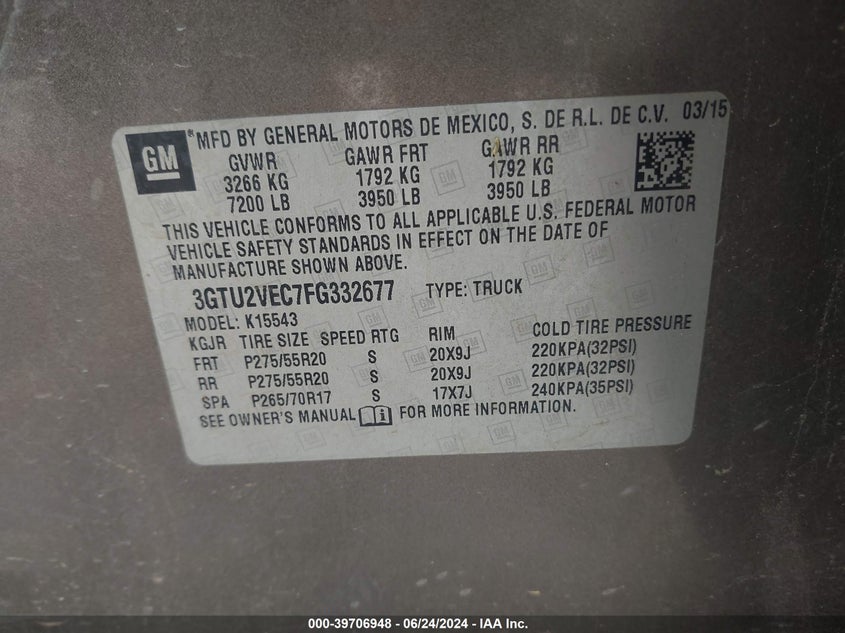 GM ® MFD BY GENERAL MOTORS DE MEXICO, S. DE R.L. DE C.V. 03/15
GVWR GAWR FRT GAWR RR
3266 KG 1792 KG 1792 KG
7200 LB 3950 LB 3950 LB
THIS VEHICLE CONFORMS TO ALL APPLICABLE U.S. FEDERAL MOTOR
VEHICLE SAFETY STANDARDS IN EFFECT ON THE DATE OF
MANUFACTURE SHOWN ABOVE.
3GTU2VEC7FG332677 TYPE: TRUCK
MODEL: K15543
KGJR TIRE SIZE SPEED RTG RIM COLD TIRE PRESSURE
FRT P275/55R20 S 20X9J 220KPA(32PSI)
RR P275/55R20 S 20X9J 220KPA(32PSI)
SPA P265/70R17 S 17X7J 240KPA(35PSI)
SEE OWNER'S MANUAL FOR MORE INFORMATION.
000-39706948 - 06/24/2024 - IAA Inc.